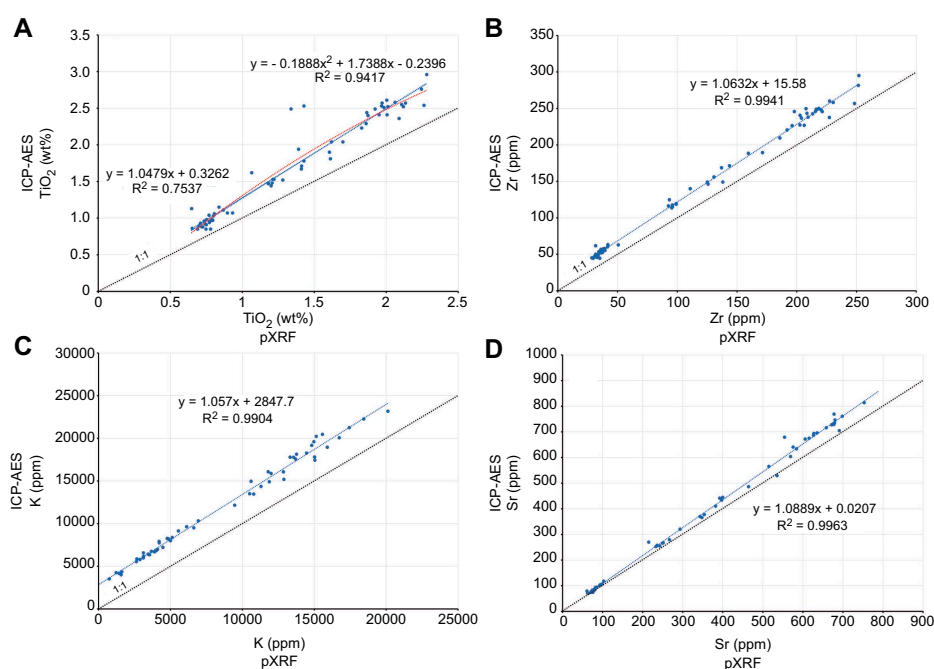 A
3.5
3.0
2.5
2.0
1.5
1.0
0.5
0
y = - 0.1888x² + 1.7388x - 0.2396
R² = 0.9417
y = 1.0479x + 0.3262
R² = 0.7537
1:1
ICP-AES
TiO₂ (wt%)
0 0.5 1 1.5 2 2.5
TiO₂ (wt%)
pXRF
B
350
300
250
200
150
100
50
0
y = 1.0632x + 15.58
R² = 0.9941
1:1
ICP-AES
Zr (ppm)
0 50 100 150 200 250 300
Zr (ppm)
pXRF
C
30000
25000
20000
15000
10000
5000
0
y = 1.057x + 2847.7
R² = 0.9904
1:1
ICP-AES
K (ppm)
0 5000 10000 15000 20000 25000
K (ppm)
pXRF
D
1000
900
800
700
600
500
400
300
200
100
0
y = 1.0889x + 0.0207
R² = 0.9963
ICP-AES
Sr (ppm)
0 100 200 300 400 500 600 700 800 900
Sr (ppm)
pXRF